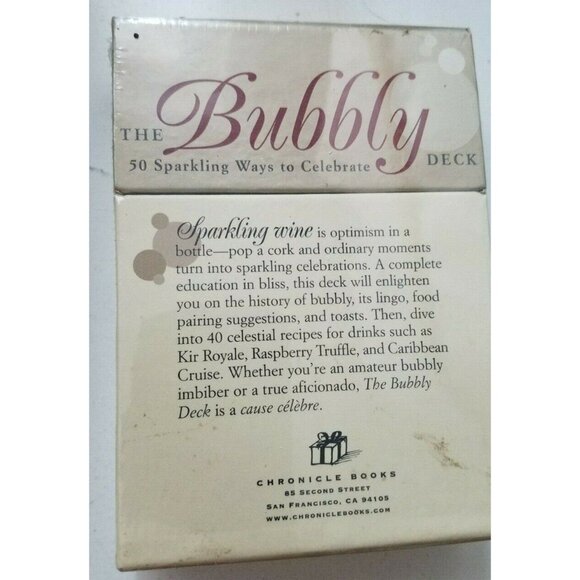 THE Bubbly DECK
50 Sparkling Ways to Celebrate
Sparkling wine is optimism in a
bottle—pop a cork and ordinary moments
turn into sparkling celebrations. A complete
education in bliss, this deck will enlighten
you on the history of bubbly, its lingo, food
pairing suggestions, and toasts. Then, dive
into 40 celestial recipes for drinks such as
Kir Royale, Raspberry Truffle, and Caribbean
Cruise. Whether you're an amateur bubbly
imbiber or a true aficionado, The Bubbly
Deck is a cause célèbre.
CHRONICLE BOOKS
85 SECOND STREET
SAN FRANCISCO, CA 94105
WWW.CHRONICLEBOOKS.COM